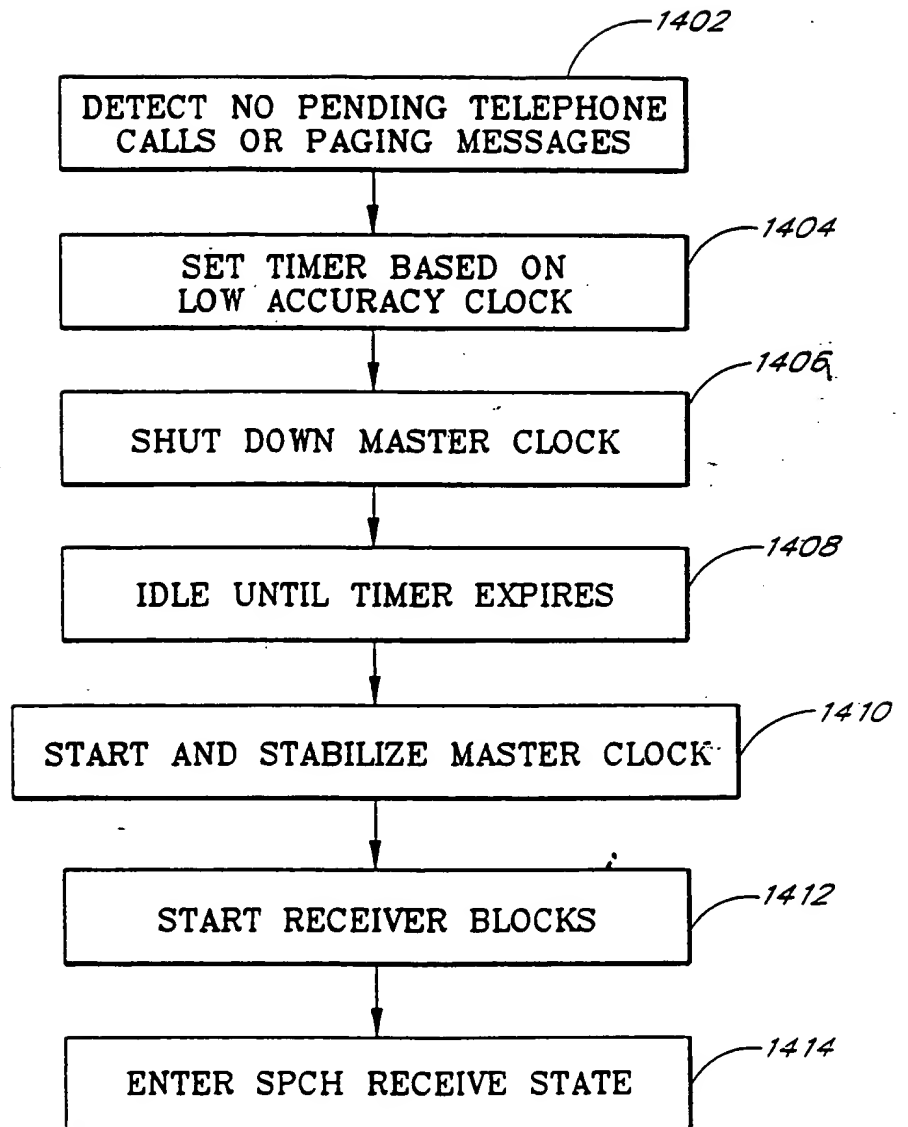 1402
DETECT NO PENDING TELEPHONE
CALLS OR PAGING MESSAGES
1404
SET TIMER BASED ON
LOW ACCURACY CLOCK
1406
SHUT DOWN MASTER CLOCK
1408
IDLE UNTIL TIMER EXPIRES
1410
START AND STABILIZE MASTER CLOCK
1412
START RECEIVER BLOCKS
1414
ENTER SPCH RECEIVE STATE